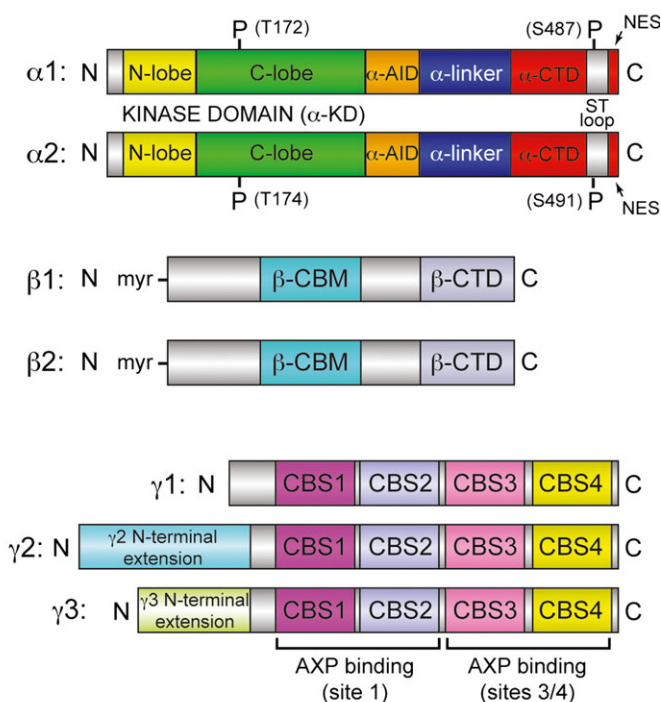 P (T172) (S487) P NES
α1: N N-lobe C-lobe α-AID α-linker α-CTD C
KINASE DOMAIN (α-KD) ST
loop
α2: N N-lobe C-lobe α-AID α-linker α-CTD C
P (T174) (S491) P NES
β1: N myr β-CBM β-CTD C
β2: N myr β-CBM β-CTD C
γ1: N CBS1 CBS2 CBS3 CBS4 C
γ2: N γ2 N-terminal extension CBS1 CBS2 CBS3 CBS4 C
γ3: N γ3 N-terminal extension CBS1 CBS2 CBS3 CBS4 C
AXP binding AXP binding
(site 1) (sites 3/4)